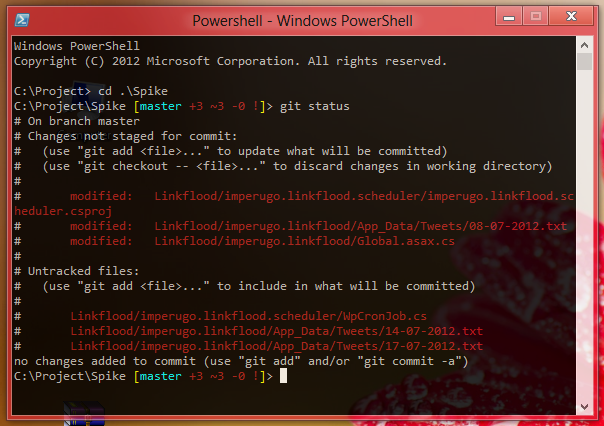 Powershell - Windows PowerShell
Windows PowerShell
Copyright (C) 2012 Microsoft Corporation. All rights reserved.
C:\Project> cd .\Spike
C:\Project\Spike [master +3 ~3 -0 !]> git status
# On branch master
# Changes not staged for commit:
#   (use "git add <file>..." to update what will be committed)
#   (use "git checkout -- <file>..." to discard changes in working directory)
#
#       modified:   Linkflood/imperugo.linkflood.scheduler/imperugo.linkflood.sc
heduler.csproj
#       modified:   Linkflood/imperugo.linkflood/App_Data/Tweets/08-07-2012.txt
#       modified:   Linkflood/imperugo.linkflood/Global.asax.cs
#
# Untracked files:
#   (use "git add <file>..." to include in what will be committed)
#
#       Linkflood/imperugo.linkflood.scheduler/WpCronJob.cs
#       Linkflood/imperugo.linkflood/App_Data/Tweets/14-07-2012.txt
#       Linkflood/imperugo.linkflood/App_Data/Tweets/17-07-2012.txt
no changes added to commit (use "git add" and/or "git commit -a")
C:\Project\Spike [master +3 ~3 -0 !]>